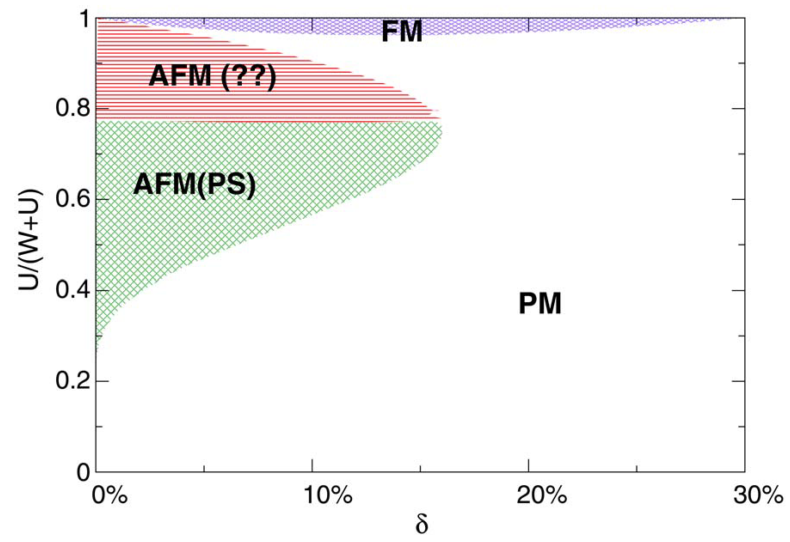 1
FM
AFM (??)
0.8
AFM(PS)
0.6
U/(W+U)
0.4
PM
0.2
0
0%
10%
20%
30%
δ